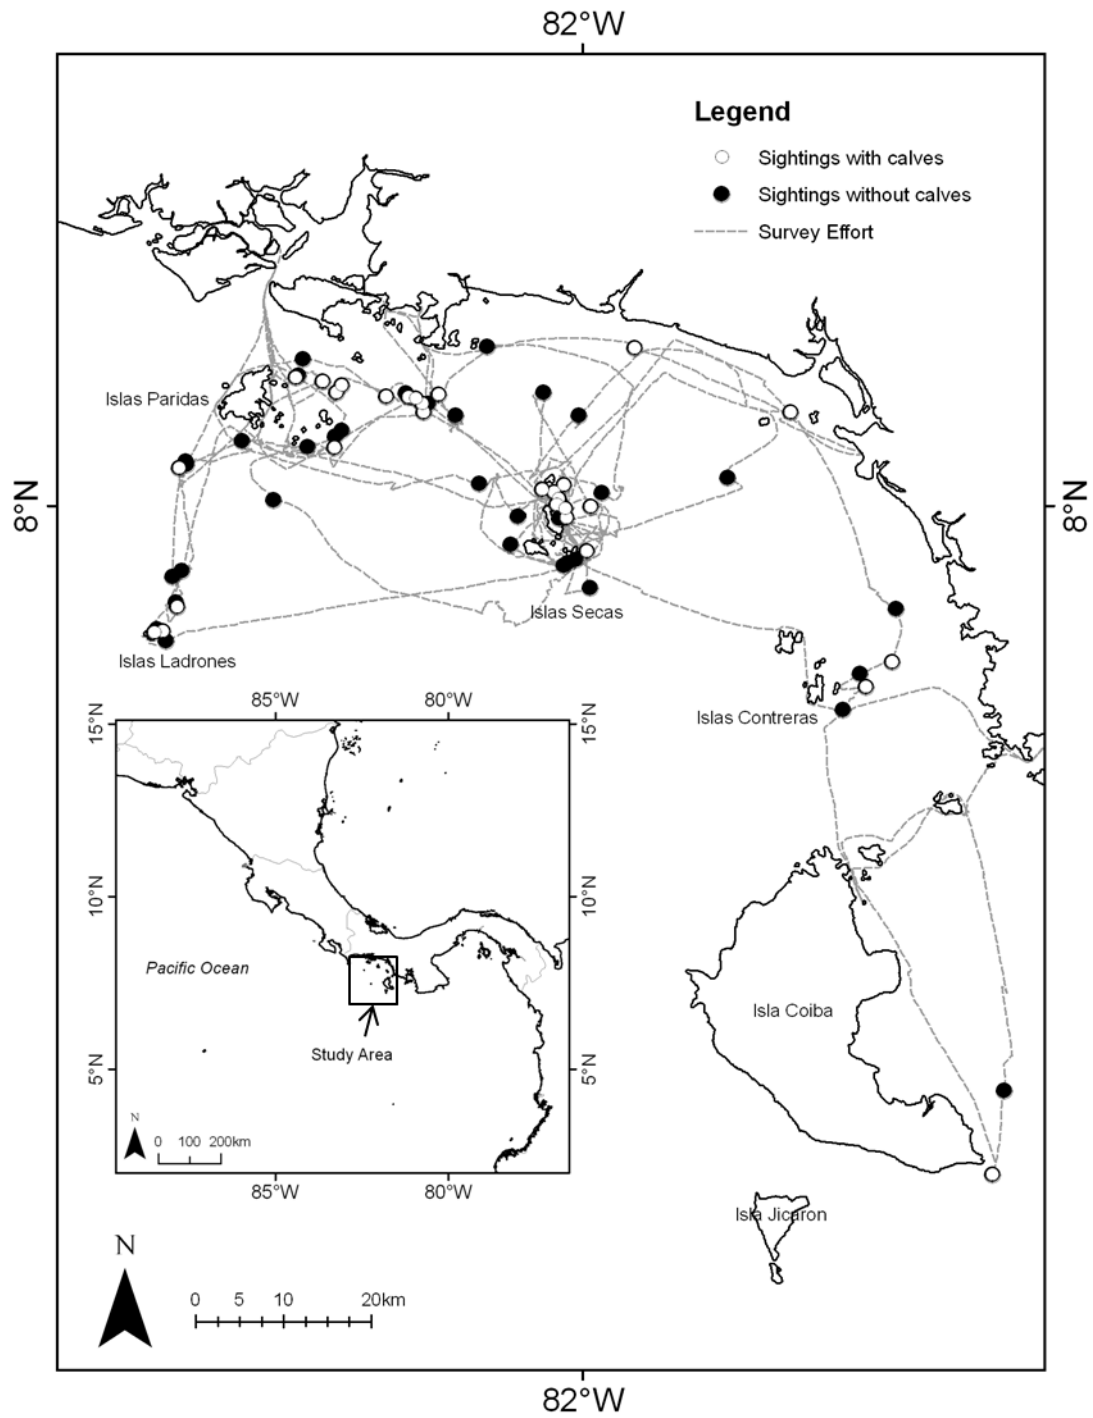 82°W
Legend
Sightings with calves
Sightings without calves
Survey Effort
Islas Paridas
8°N
8°N
Islas Secas
Islas Ladrones
Islas Contreras
85°W
80°W
15°N
15°N
10°N
10°N
Pacific Ocean
Study Area
5°N
5°N
N
0 100 200km
85°W
80°W
Isla Coiba
Isla Jicaron
N
0 5 10 20km
82°W